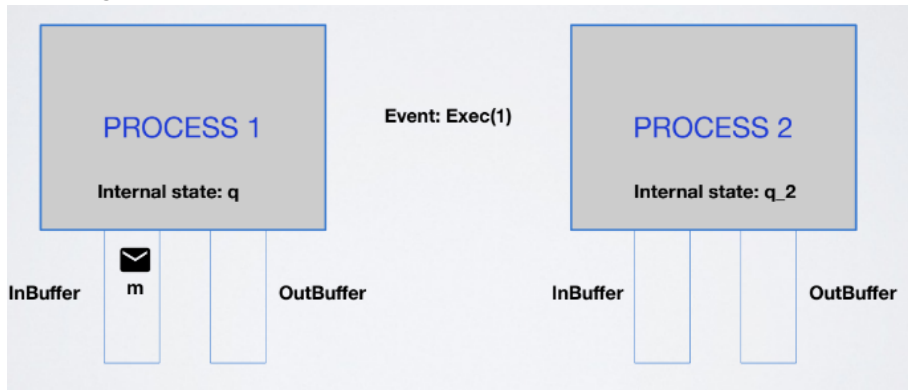 PROCESS 1
Internal state: q
Event: Exec(1)
PROCESS 2
Internal state: q_2
InBuffer
m
OutBuffer
InBuffer
OutBuffer